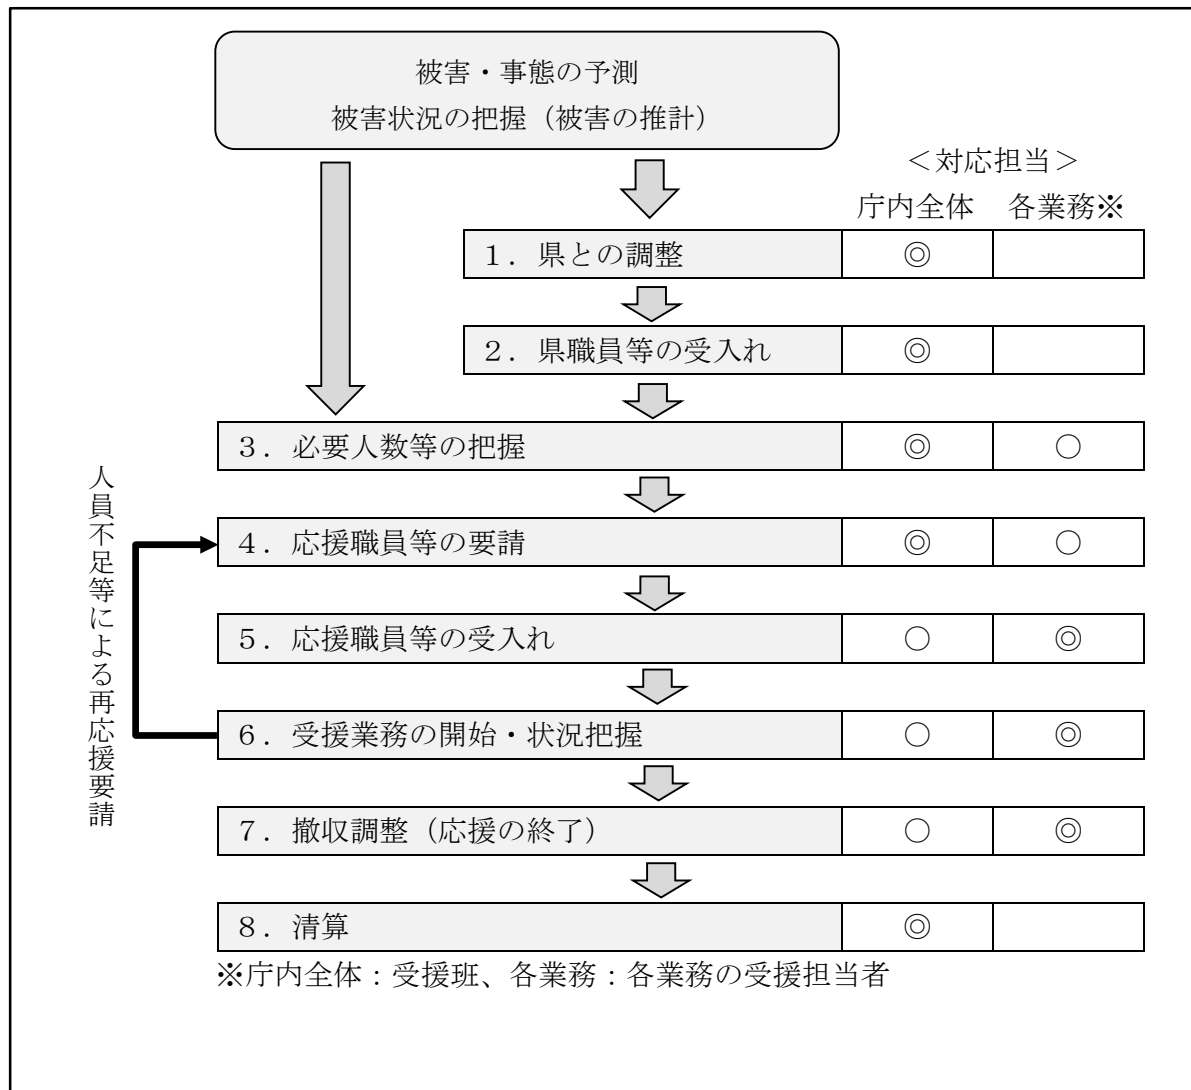 被害・事態の予測
被害状況の把握（被害の推計）
＜対応担当＞
庁内全体 各業務※
１．県との調整 ◎
２．県職員等の受入れ ◎
３．必要人数等の把握 ◎ ○
４．応援職員等の要請 ◎ ○
５．応援職員等の受入れ ○ ◎
６．受援業務の開始・状況把握 ○ ◎
７．撤収調整（応援の終了） ○ ◎
８．清算 ◎
人員不足等による再応援要請
※庁内全体：受援班、各業務：各業務の受援担当者